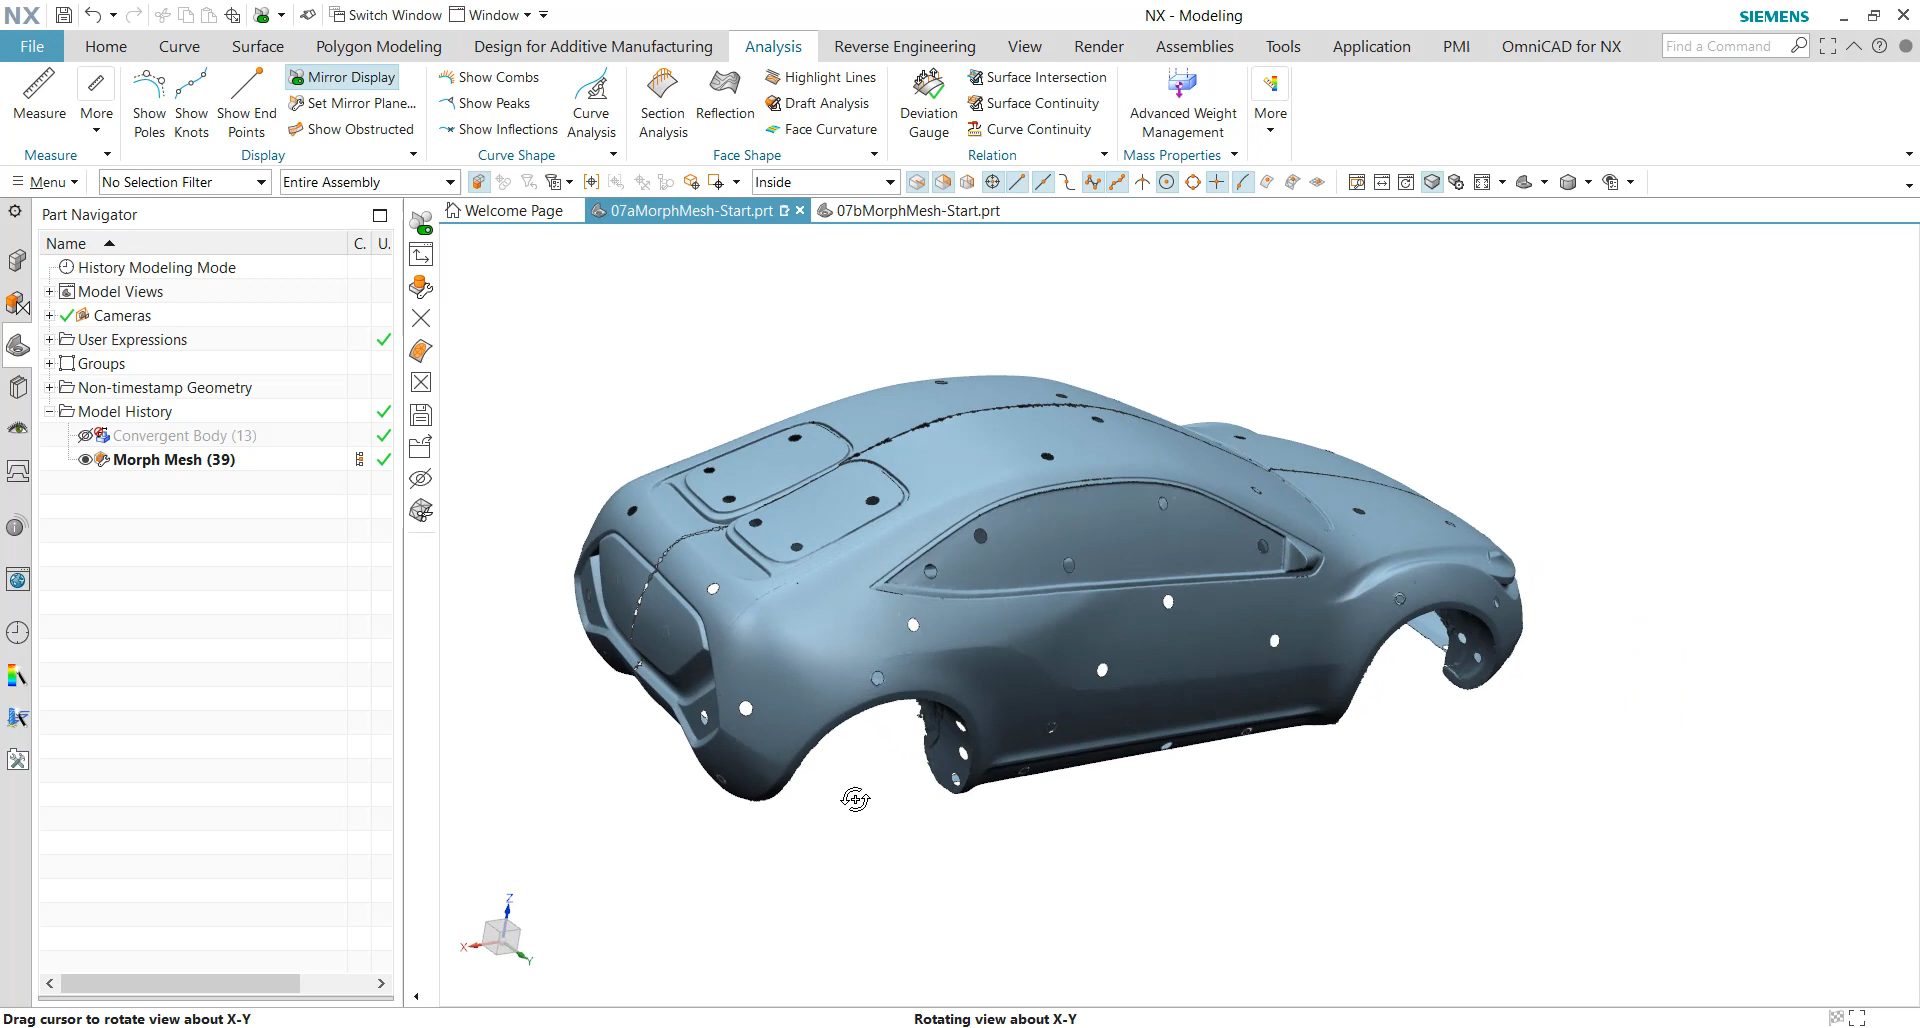 NX
Switch Window
Window
NX - Modeling
SIEMENS
File
Home
Curve
Surface
Polygon Modeling
Design for Additive Manufacturing
Analysis
Reverse Engineering
View
Render
Assemblies
Tools
Application
PMI
OmniCAD for NX
Find a Command
Measure
More
Measure
Show Poles
Show Knots
Show End Points
Mirror Display
Set Mirror Plane...
Show Obstructed
Display
Show Combs
Show Peaks
Show Inflections
Curve Analysis
Curve Shape
Section Analysis
Reflection
Highlight Lines
Draft Analysis
Face Curvature
Face Shape
Deviation Gauge
Surface Intersection
Surface Continuity
Curve Continuity
Relation
Advanced Weight Management
Mass Properties
More
Menu
No Selection Filter
Entire Assembly
Inside
Part Navigator
Welcome Page
07aMorphMesh-Start.prt
07bMorphMesh-Start.prt
Name
C.
U.
History Modeling Mode
Model Views
Cameras
User Expressions
Groups
Non-timestamp Geometry
Model History
Convergent Body (13)
Morph Mesh (39)
Z
X
Y
Drag cursor to rotate view about X-Y
Rotating view about X-Y